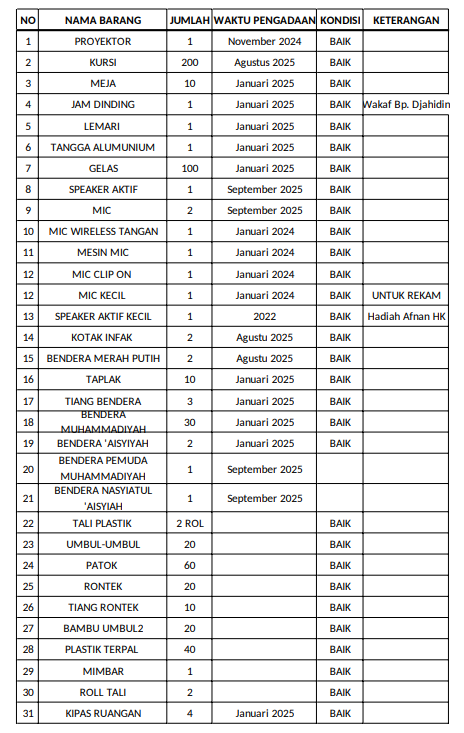 NO NAMA BARANG JUMLAH WAKTU PENGADAAN KONDISI KETERANGAN
1 PROYEKTOR 1 November 2024 BAIK
2 KURSI 200 Agustus 2025 BAIK
3 MEJA 10 Januari 2025 BAIK
4 JAM DINDING 1 Januari 2025 BAIK Wakaf Bp. Djahidin
5 LEMARI 1 Januari 2025 BAIK
6 TANGGA ALUMUNIUM 1 Januari 2025 BAIK
7 GELAS 100 Januari 2025 BAIK
8 SPEAKER AKTIF 1 September 2025 BAIK
9 MIC 2 September 2025 BAIK
10 MIC WIRELESS TANGAN 1 Januari 2024 BAIK
11 MESIN MIC 1 Januari 2024 BAIK
12 MIC CLIP ON 1 Januari 2024 BAIK
12 MIC KECIL 1 Januari 2024 BAIK UNTUK REKAM
13 SPEAKER AKTIF KECIL 1 2022 BAIK Hadiah Afnan HK
14 KOTAK INFAK 2 Agustu 2025 BAIK
15 BENDERA MERAH PUTIH 2 Agustu 2025 BAIK
16 TAPLAK 10 Januari 2025 BAIK
17 TIANG BENDERA 3 Januari 2025 BAIK
18 BENDERA MUHAMMADIYAH 30 Januari 2025 BAIK
19 BENDERA 'AISYIYAH 2 Januari 2025 BAIK
20 BENDERA PEMUDA MUHAMMADIYAH 1 September 2025
21 BENDERA NASYIATUL 'AISYIAH 1 September 2025
22 TALI PLASTIK 2 ROL BAIK
23 UMBUL-UMBUL 20 BAIK
24 PATOK 60 BAIK
25 RONTEK 20 BAIK
26 TIANG RONTEK 10 BAIK
27 BAMBU UMBUL2 20 BAIK
28 PLASTIK TERPAL 40 BAIK
29 MIMBAR 1 BAIK
30 ROLL TALI 2 BAIK
31 KIPAS RUANGAN 4 Januari 2025 BAIK